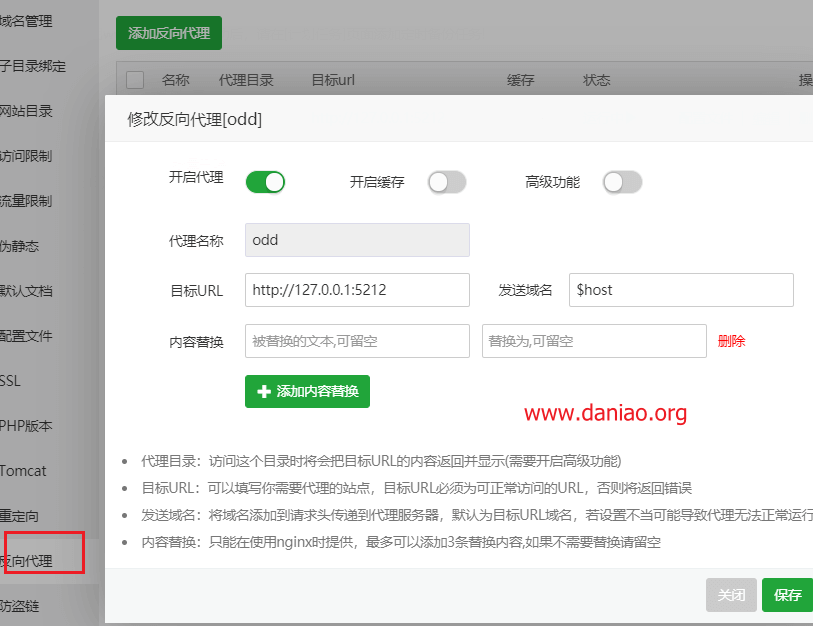 域名管理
子目录绑定
网站目录
访问限制
流量限制
伪静态
默认文档
配置文件
SSL
PHP版本
Tomcat
重定向
反向代理
防盗链
添加反向代理
名称 代理目录 目标url 缓存 状态 操
修改反向代理[odd]
开启代理 开启缓存 高级功能
代理名称 odd
目标URL http://127.0.0.1:5212 发送域名 $host
内容替换 被替换的文本,可留空 替换为,可留空 删除
添加内容替换
www.daniao.org
代理目录：访问这个目录时将会把目标URL的内容返回并显示(需要开启高级功能)
目标URL：可以填写你需要代理的站点，目标URL必须为可正常访问的URL，否则将返回错误
发送域名：将域名添加到请求头传递到代理服务器，默认为目标URL域名，若设置不当可能导致代理无法正常运行
内容替换：只能在使用nginx时提供，最多可以添加3条替换内容,如果不需要替换请留空
关闭 保存